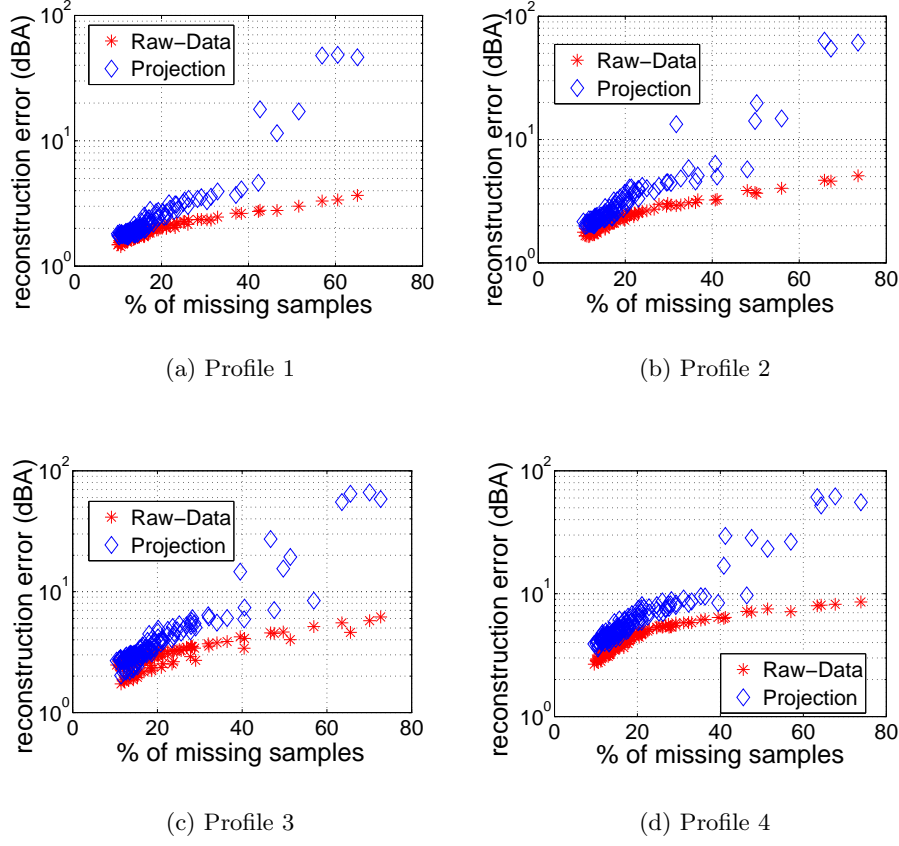 10^2
10^1
10^0
reconstruction error (dBA)
Raw-Data
Projection
0 20 40 60 80
% of missing samples
(a) Profile 1
10^2
10^1
10^0
reconstruction error (dBA)
Raw-Data
Projection
0 20 40 60 80
% of missing samples
(b) Profile 2
10^2
10^1
10^0
reconstruction error (dBA)
Raw-Data
Projection
0 20 40 60 80
% of missing samples
(c) Profile 3
10^2
10^1
10^0
reconstruction error (dBA)
Raw-Data
Projection
0 20 40 60 80
% of missing samples
(d) Profile 4